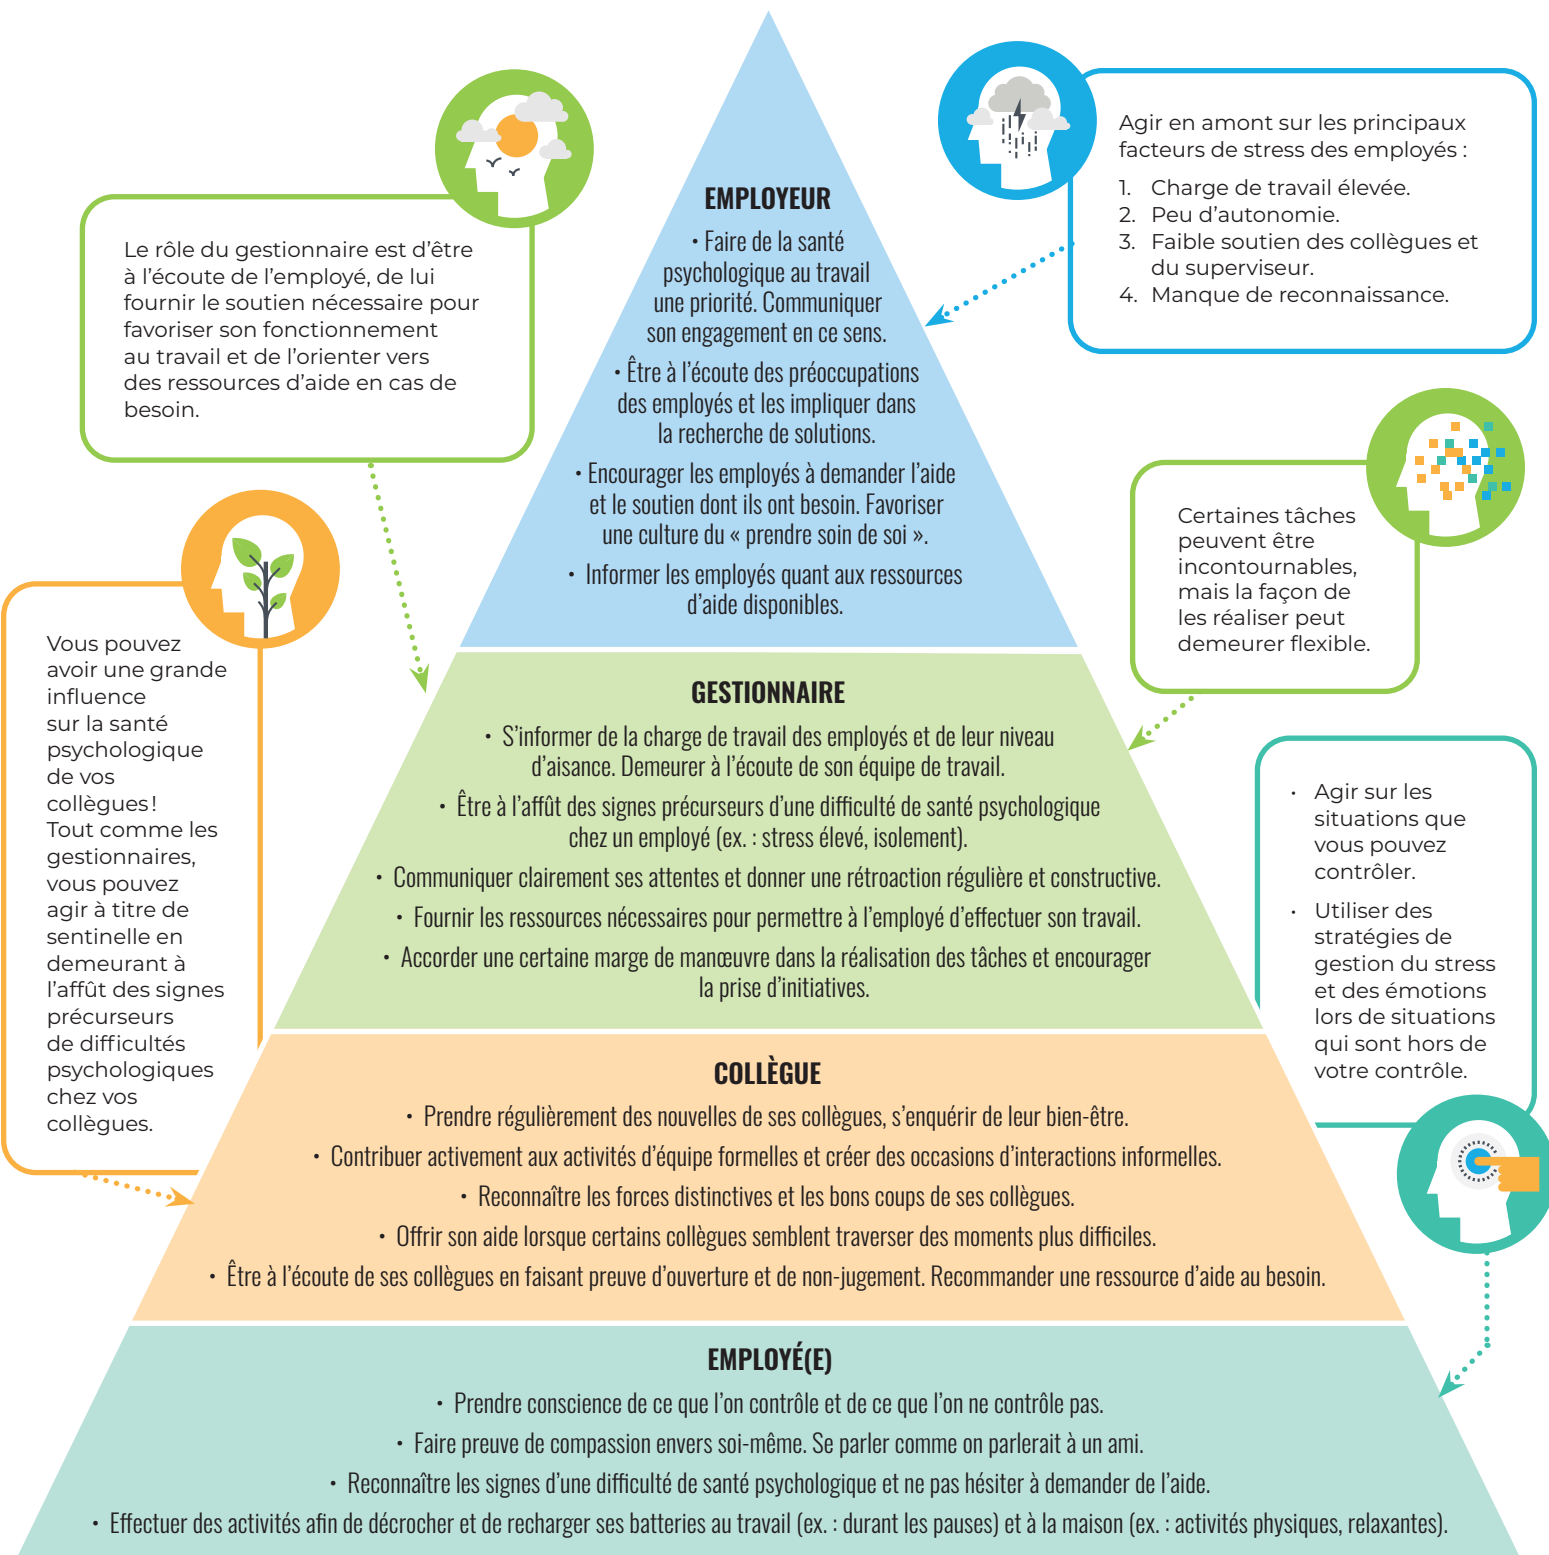 EMPLOYEUR
• Faire de la santé
psychologique au travail
une priorité. Communiquer
son engagement en ce sens.
• Être à l’écoute des préoccupations
des employés et les impliquer dans
la recherche de solutions.
• Encourager les employés à demander l’aide
et le soutien dont ils ont besoin. Favoriser
une culture du « prendre soin de soi ».
• Informer les employés quant aux ressources
d’aide disponibles.
Agir en amont sur les principaux
facteurs de stress des employés :
1. Charge de travail élevée.
2. Peu d’autonomie.
3. Faible soutien des collègues et
du superviseur.
4. Manque de reconnaissance.
Le rôle du gestionnaire est d’être
à l’écoute de l’employé, de lui
fournir le soutien nécessaire pour
favoriser son fonctionnement
au travail et de l’orienter vers
des ressources d’aide en cas de
besoin.
Certaines tâches
peuvent être
incontournables,
mais la façon de
les réaliser peut
demeurer flexible.
GESTIONNAIRE
• S’informer de la charge de travail des employés et de leur niveau
d’aisance. Demeurer à l’écoute de son équipe de travail.
• Être à l’affût des signes précurseurs d’une difficulté de santé psychologique
chez un employé (ex. : stress élevé, isolement).
• Communiquer clairement ses attentes et donner une rétroaction régulière et constructive.
• Fournir les ressources nécessaires pour permettre à l’employé d’effectuer son travail.
• Accorder une certaine marge de manœuvre dans la réalisation des tâches et encourager
la prise d’initiatives.
Vous pouvez
avoir une grande
influence
sur la santé
psychologique
de vos
collègues !
Tout comme les
gestionnaires,
vous pouvez
agir à titre de
sentinelle en
demeurant à
l’affût des signes
précurseurs
de difficultés
psychologiques
chez vos
collègues.
COLLÈGUE
• Prendre régulièrement des nouvelles de ses collègues, s’enquérir de leur bien-être.
• Contribuer activement aux activités d’équipe formelles et créer des occasions d’interactions informelles.
• Reconnaître les forces distinctives et les bons coups de ses collègues.
• Offrir son aide lorsque certains collègues semblent traverser des moments plus difficiles.
• Être à l’écoute de ses collègues en faisant preuve d’ouverture et de non-jugement. Recommander une ressource d’aide au besoin.
• Agir sur les
situations que
vous pouvez
contrôler.
• Utiliser des
stratégies de
gestion du stress
et des émotions
lors de situations
qui sont hors de
votre contrôle.
EMPLOYÉ(E)
• Prendre conscience de ce que l’on contrôle et de ce que l’on ne contrôle pas.
• Faire preuve de compassion envers soi-même. Se parler comme on parlerait à un ami.
• Reconnaître les signes d’une difficulté de santé psychologique et ne pas hésiter à demander de l’aide.
• Effectuer des activités afin de décrocher et de recharger ses batteries au travail (ex. : durant les pauses) et à la maison (ex. : activités physiques, relaxantes).